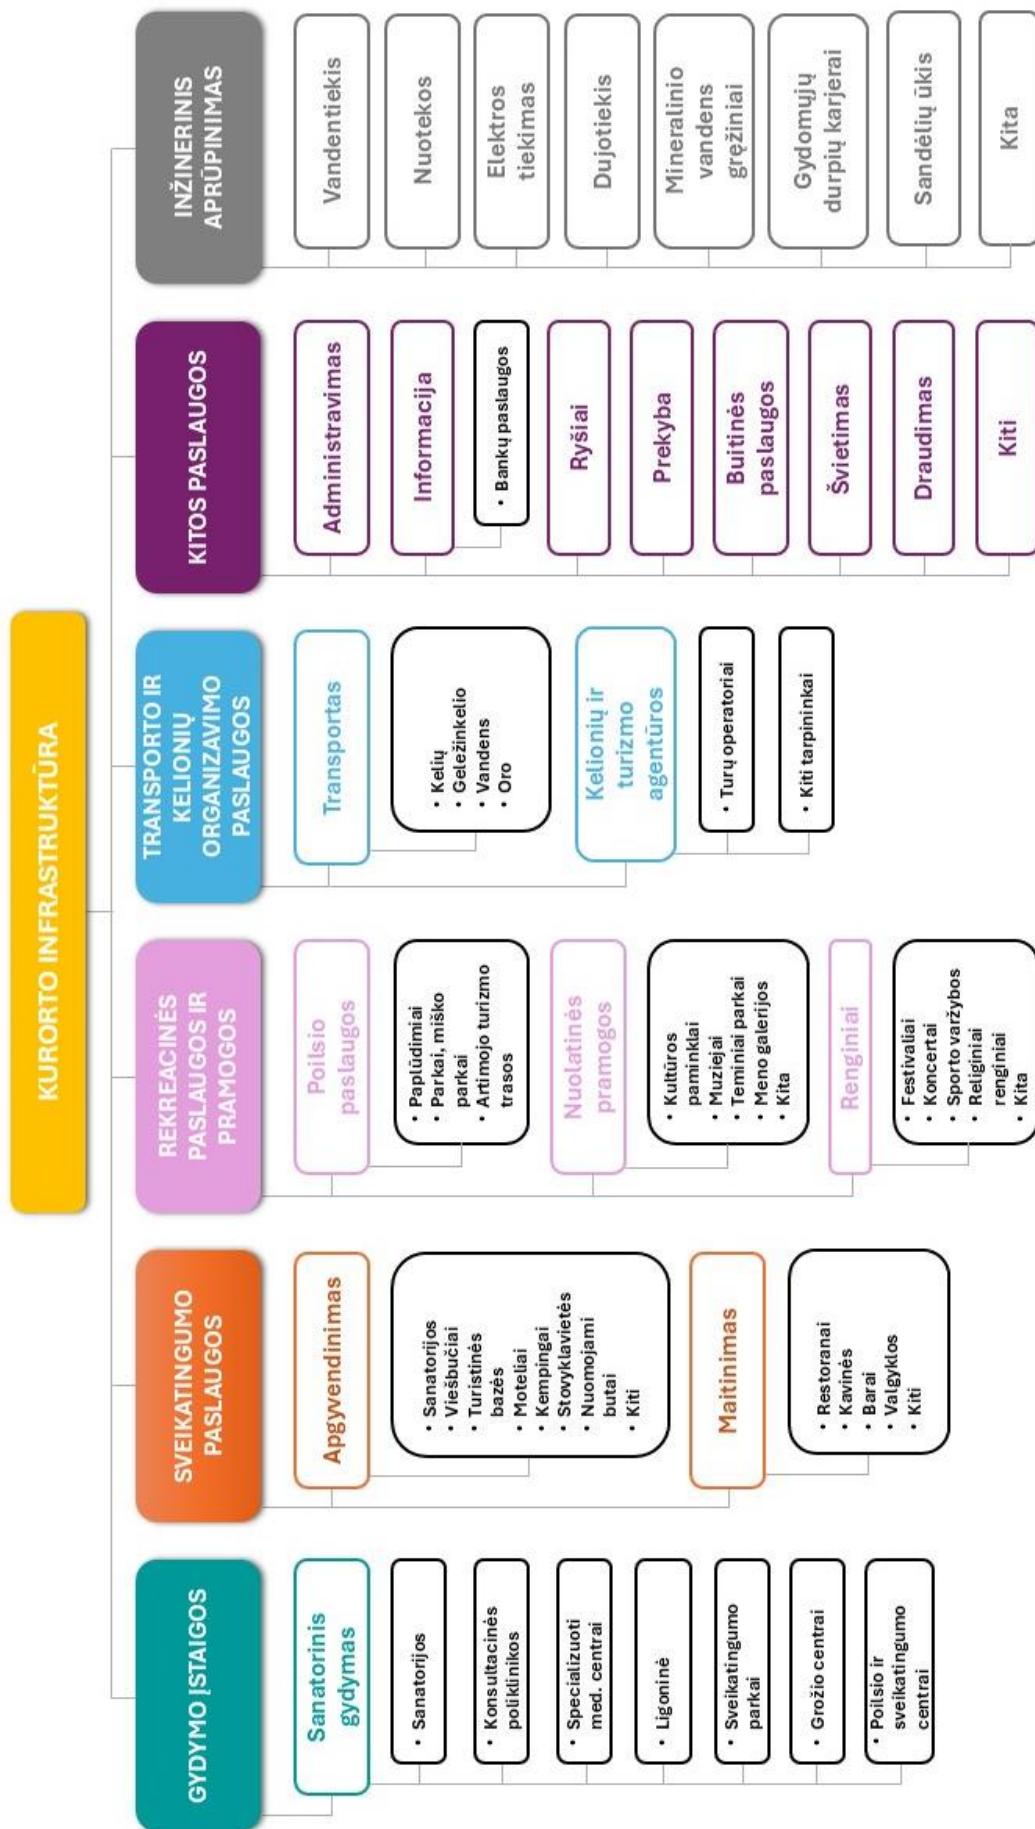 KURORTO INFRASTRUKTŪRA
GYDYMO ĮSTAIGOS
Sanatorinis
gydymas
• Sanatorijos
• Konsultacinės
poliklinikos
• Specializuoti
med. centrai
• Ligoninė
• Sveikatingumo
parkai
• Grožio centrai
• Poilsio ir
sveikatingumo
centrai
SVEIKATINGUMO
PASLAUGOS
Apgyvendinimas
• Sanatorijos
• Viešbučiai
• Turistinės
bazės
• Moteliai
• Kempingai
• Stovyklavietės
• Nuomojami
butai
• Kiti
Maitinimas
• Restoranai
• Kavinės
• Barai
• Valgyklos
• Kiti
REKREACINĖS
PASLAUGOS IR
PRAMOGOS
Poilsio
paslaugos
• Paplūdimiai
• Parkai, miško
parkai
• Artimojo turizmo
trasos
Nuolatinės
pramogos
• Kultūros
paminklai
• Muziejai
• Teminiai parkai
• Meno galerijos
• Kita
Renginiai
• Festivaliai
• Koncertai
• Sporto varžybos
• Religiniai
renginiai
• Kita
TRANSPORTO IR
KELIONIŲ
ORGANIZAVIMO
PASLAUGOS
Transportas
• Kelių
• Geležinkelio
• Vandens
• Oro
Kelionių ir
turizmo
agentūros
• Turų operatoriai
• Kiti tarpininkai
KITOS PASLAUGOS
Administravimas
Informacija
• Bankų paslaugos
Ryšiai
Prekyba
Buitinės
paslaugos
Švietimas
Draudimas
Kiti
INŽINERINIS
APRŪPINIMAS
Vandentiekis
Nuotekos
Elektros
tiekimas
Dujotiekis
Mineralinio
vandens
gręžiniai
Gydomųjų
durpių karjerai
Sandėlių ūkis
Kita